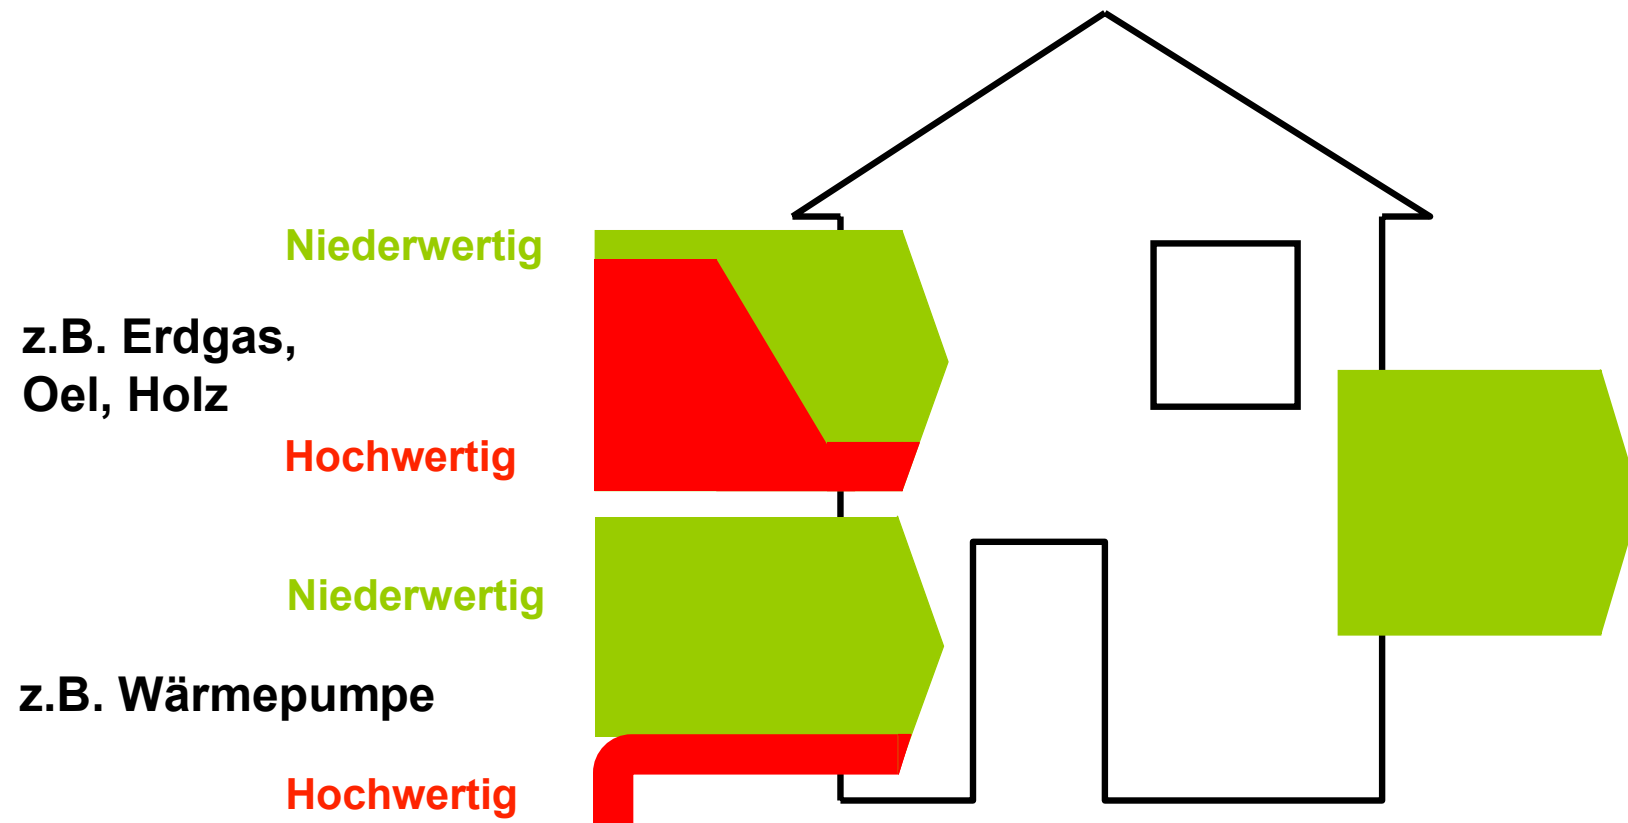 Niederwertig
z.B. Erdgas,
Oel, Holz
Hochwertig
Niederwertig
z.B. Wärmepumpe
Hochwertig